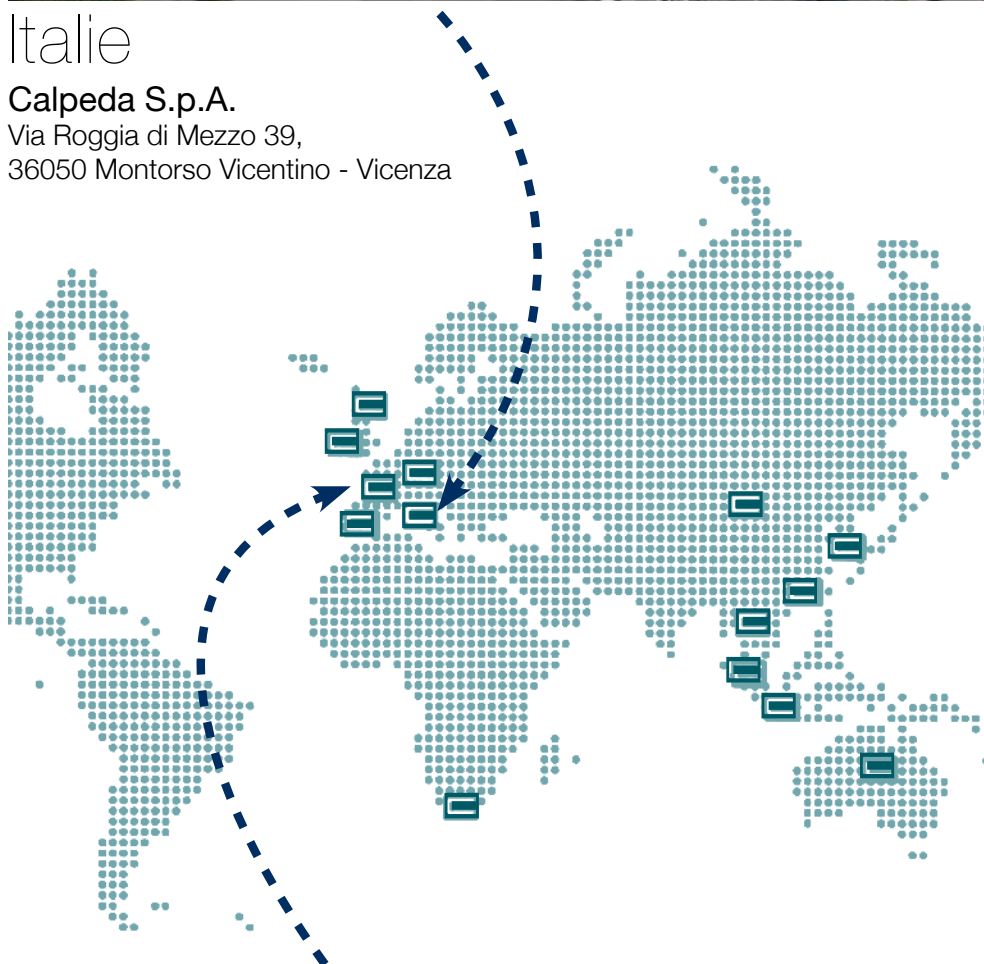 Italie
Calpeda S.p.A.
Via Roggia di Mezzo 39,
36050 Montorso Vicentino - Vicenza